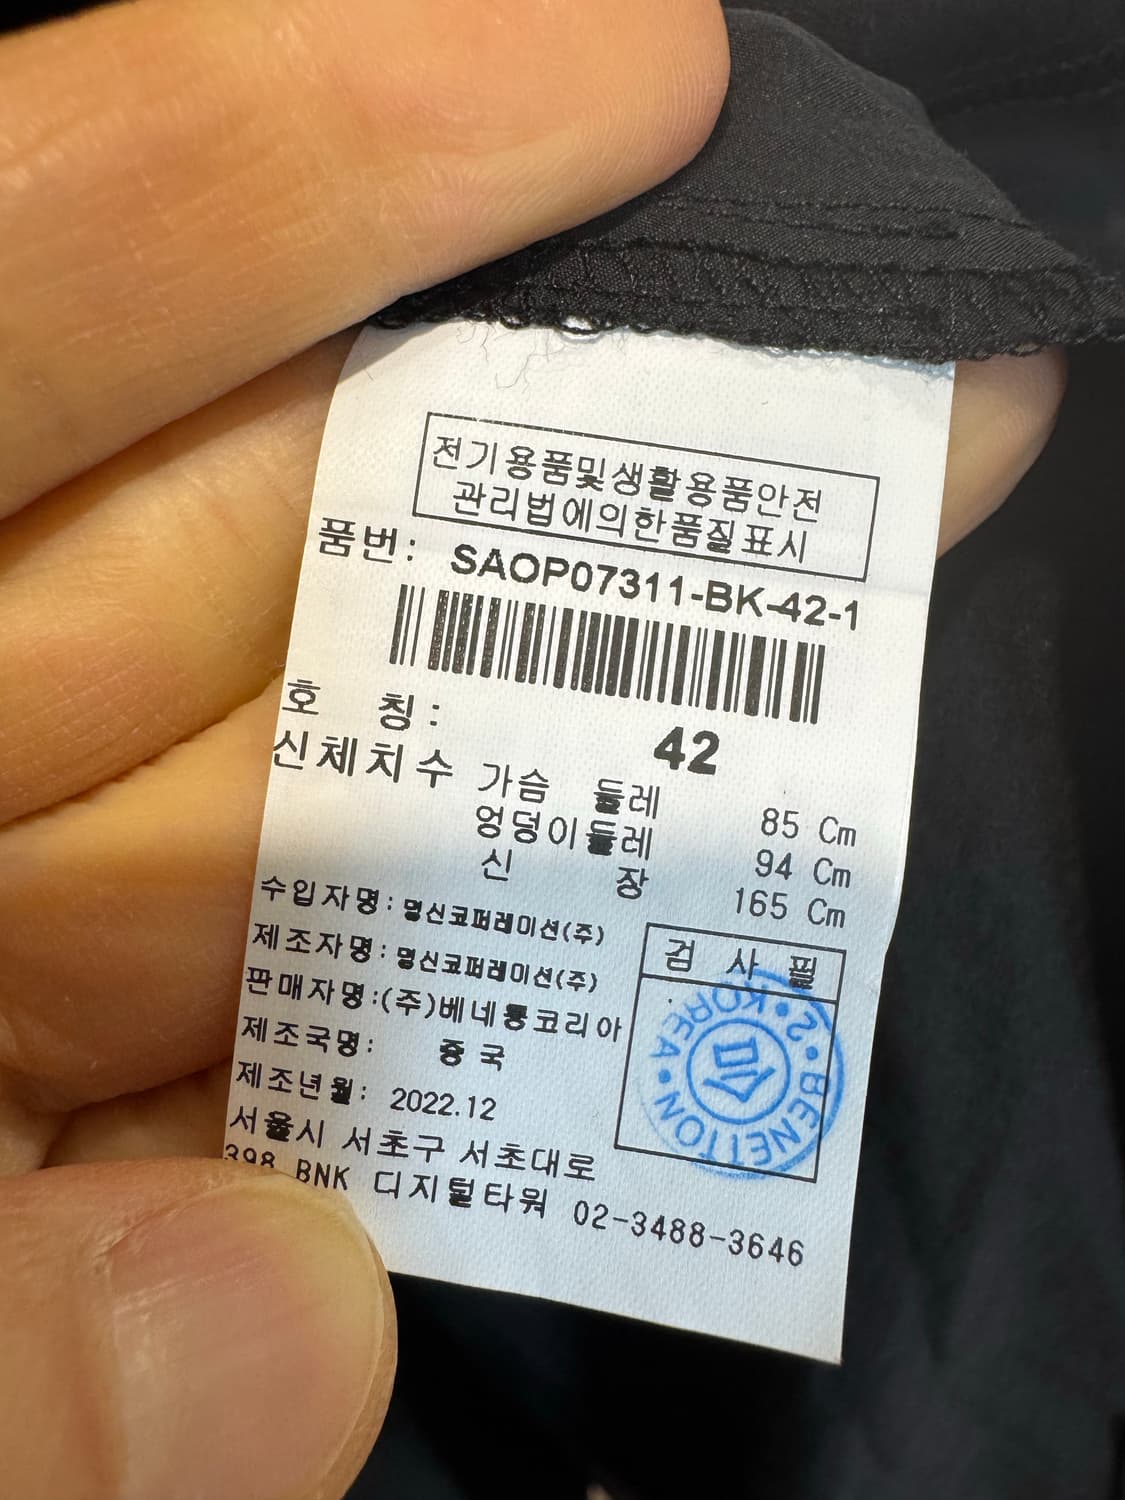 전기용품및생활용품안전
관리법에의한품질표시
품번: SAOP07311-BK-42-1
호 칭: 42
신체치수 가슴 둘레 85 Cm
엉덩이둘레 94 Cm
신 장 165 Cm
수입자명: 명신코퍼레이션(주)
제조자명: 명신코퍼레이션(주)
판매자명:(주)베네통코리아
제조국명: 중국
제조년월: 2022.12
서울시 서초구 서초대로
398 BNK 디지털타워 02-3488-3646
검 사 필
BENETTON • KOREA • 2 •